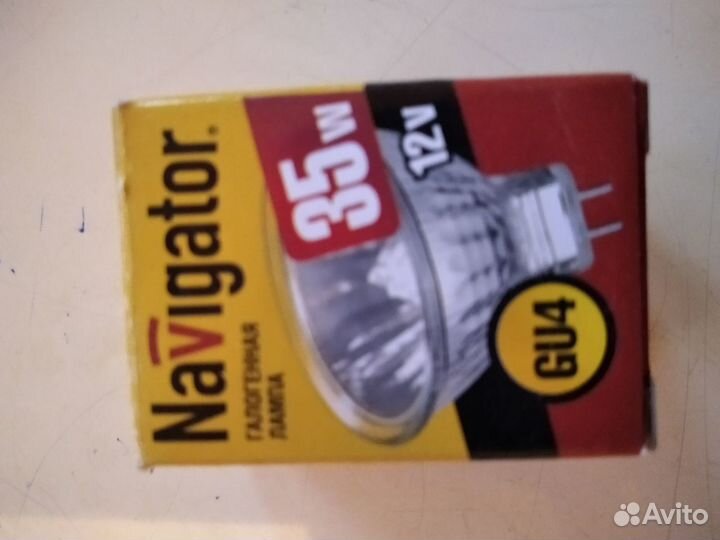 Navigator®
ГАЛОГЕННАЯ
ЛАМПА
35W
12V
GU4
Avito